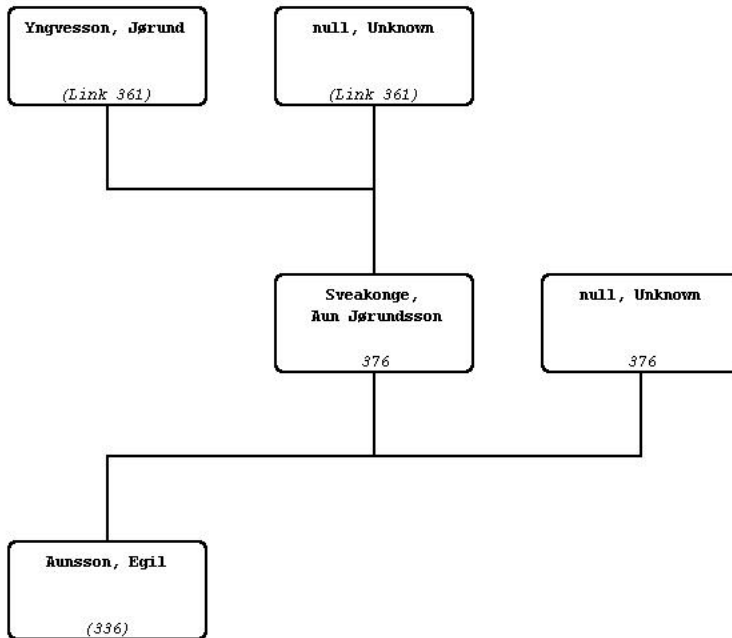 Yngvesson, Jørund
(Link 361)
null, Unknown
(Link 361)
Sveakonge,
Aun Jørundsson
376
null, Unknown
376
Aunsson, Egil
(336)